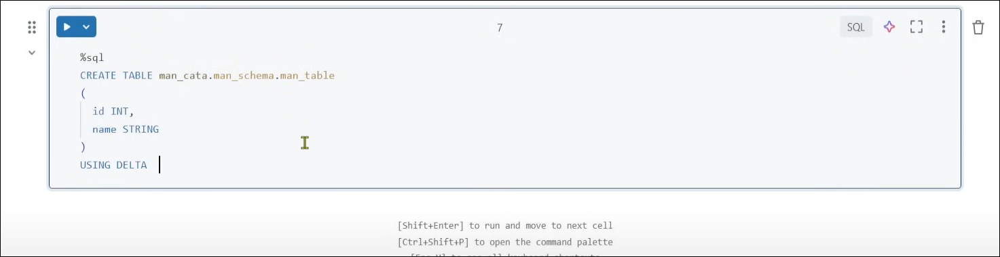 7
SQL
%sql
CREATE TABLE man_cata.man_schema.man_table
(
id INT,
name STRING
)
USING DELTA
[Shift+Enter] to run and move to next cell
[Ctrl+Shift+P] to open the command palette